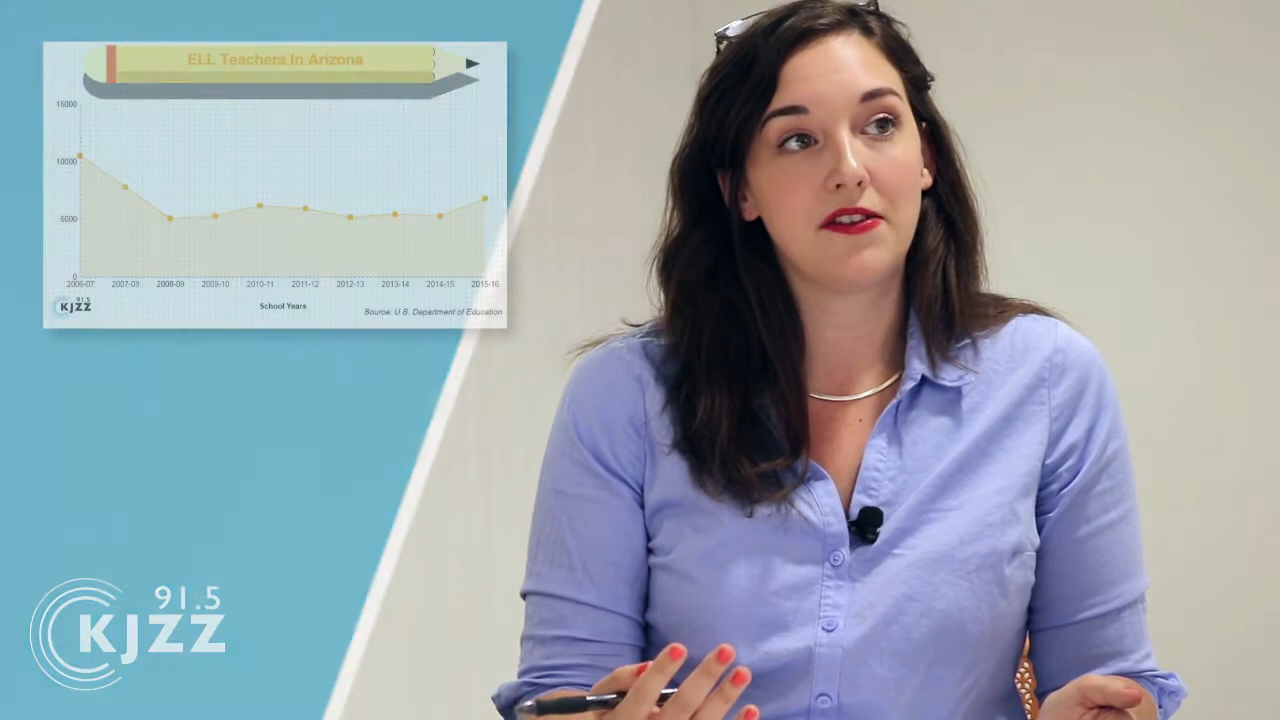 ELL Teachers In Arizona
15000
10000
5000
0
2006-07 2007-08 2008-09 2009-10 2010-11 2011-12 2012-13 2013-14 2014-15 2015-16
School Years
91.5
KJZZ
Source: U.S. Department of Education
91.5
KJZZ